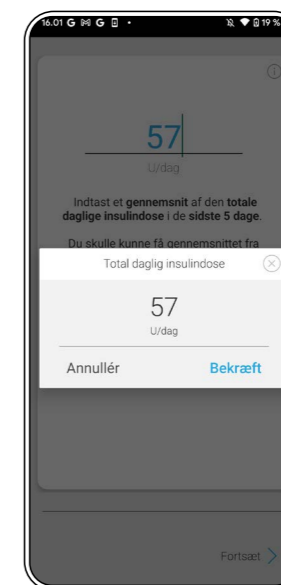 16.01 G M G
19 %
57
U/dag
Indtast et gennemsnit af den totale
daglige insulindose i de sidste 5 dage.
Du skulle kunne få gennemsnittet fra
Total daglig insulindose
57
U/dag
Annullér
Bekræft
Fortsæt